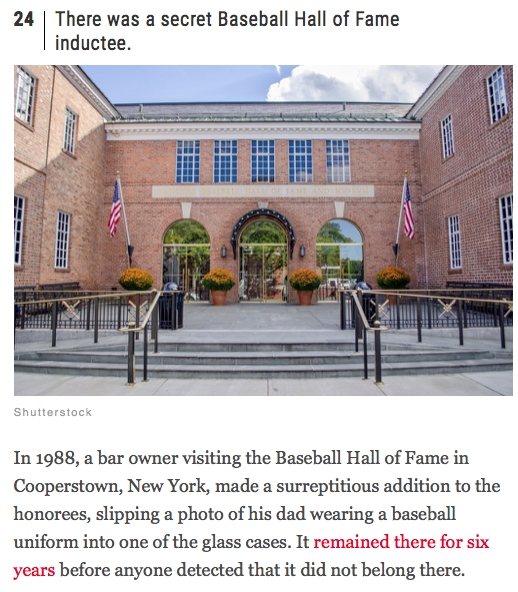 24 There was a secret Baseball Hall of Fame
inductee.
Shutterstock
In 1988, a bar owner visiting the Baseball Hall of Fame in
Cooperstown, New York, made a surreptitious addition to the
honorees, slipping a photo of his dad wearing a baseball
uniform into one of the glass cases. It remained there for six
years before anyone detected that it did not belong there.